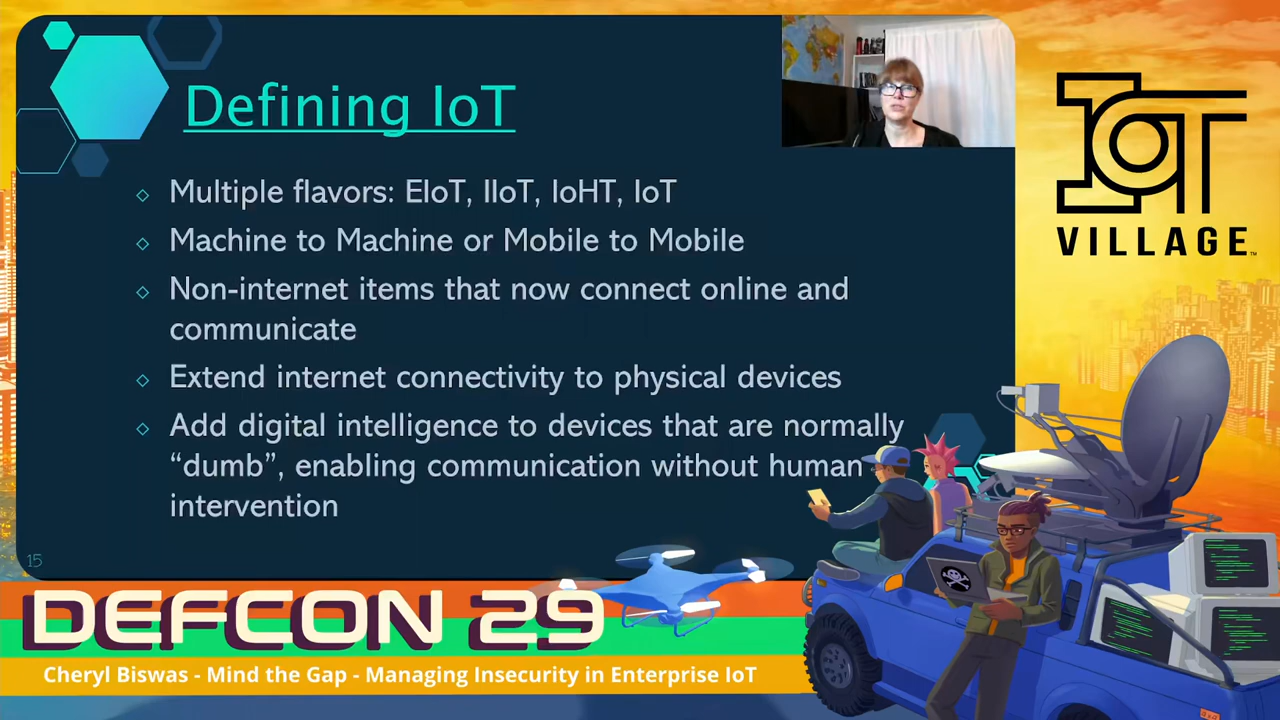 Defining IoT
Multiple flavors: EIoT, IIoT, IoHT, IoT
Machine to Machine or Mobile to Mobile
Non-internet items that now connect online and
communicate
Extend internet connectivity to physical devices
Add digital intelligence to devices that are normally
“dumb”, enabling communication without human
intervention
15
IOT
VILLAGE™
DEFCON 29
Cheryl Biswas - Mind the Gap - Managing Insecurity in Enterprise IoT